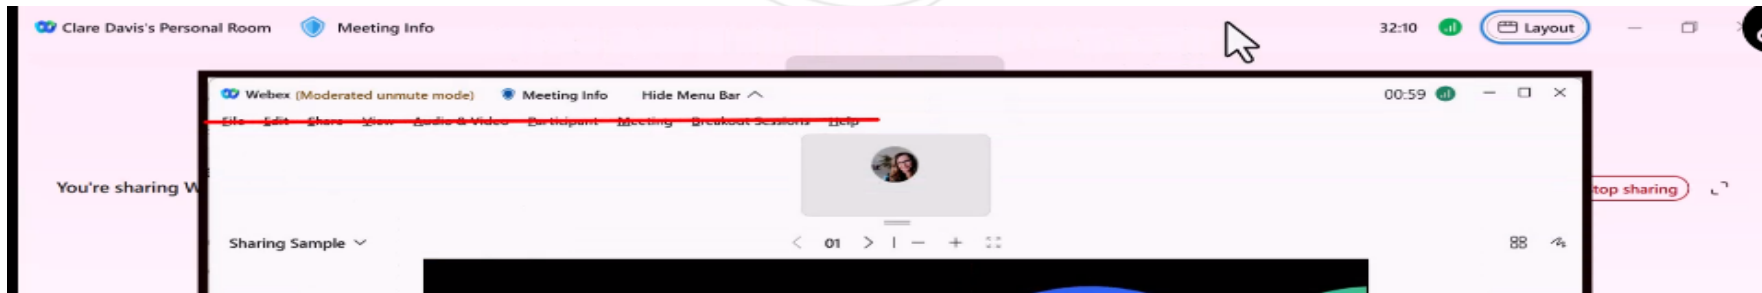 Clare Davis's Personal Room Meeting Info 32:10 Layout
Webex (Moderated unmute mode) Meeting Info Hide Menu Bar 00:59
File Edit Share View Audio & Video Participant Meeting Breakout Sessions Help
You're sharing W top sharing
Sharing Sample 01